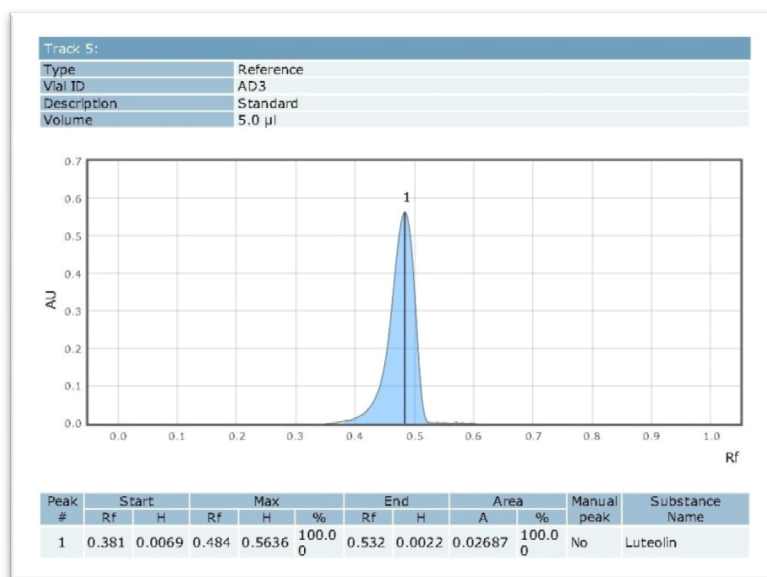 Track 5:
Type Reference
Vial ID AD3
Description Standard
Volume 5.0 µl
0.7
0.6
0.5
0.4
0.3
0.2
0.1
0.0
AU
1
0.0 0.1 0.2 0.3 0.4 0.5 0.6 0.7 0.8 0.9 1.0
Rf
Peak Start Max End Area Manual Substance
# Rf H Rf H % Rf H A % peak Name
1 0.381 0.0069 0.484 0.5636 100.0 0.532 0.0022 0.02687 100.0 No Luteolin
0 0